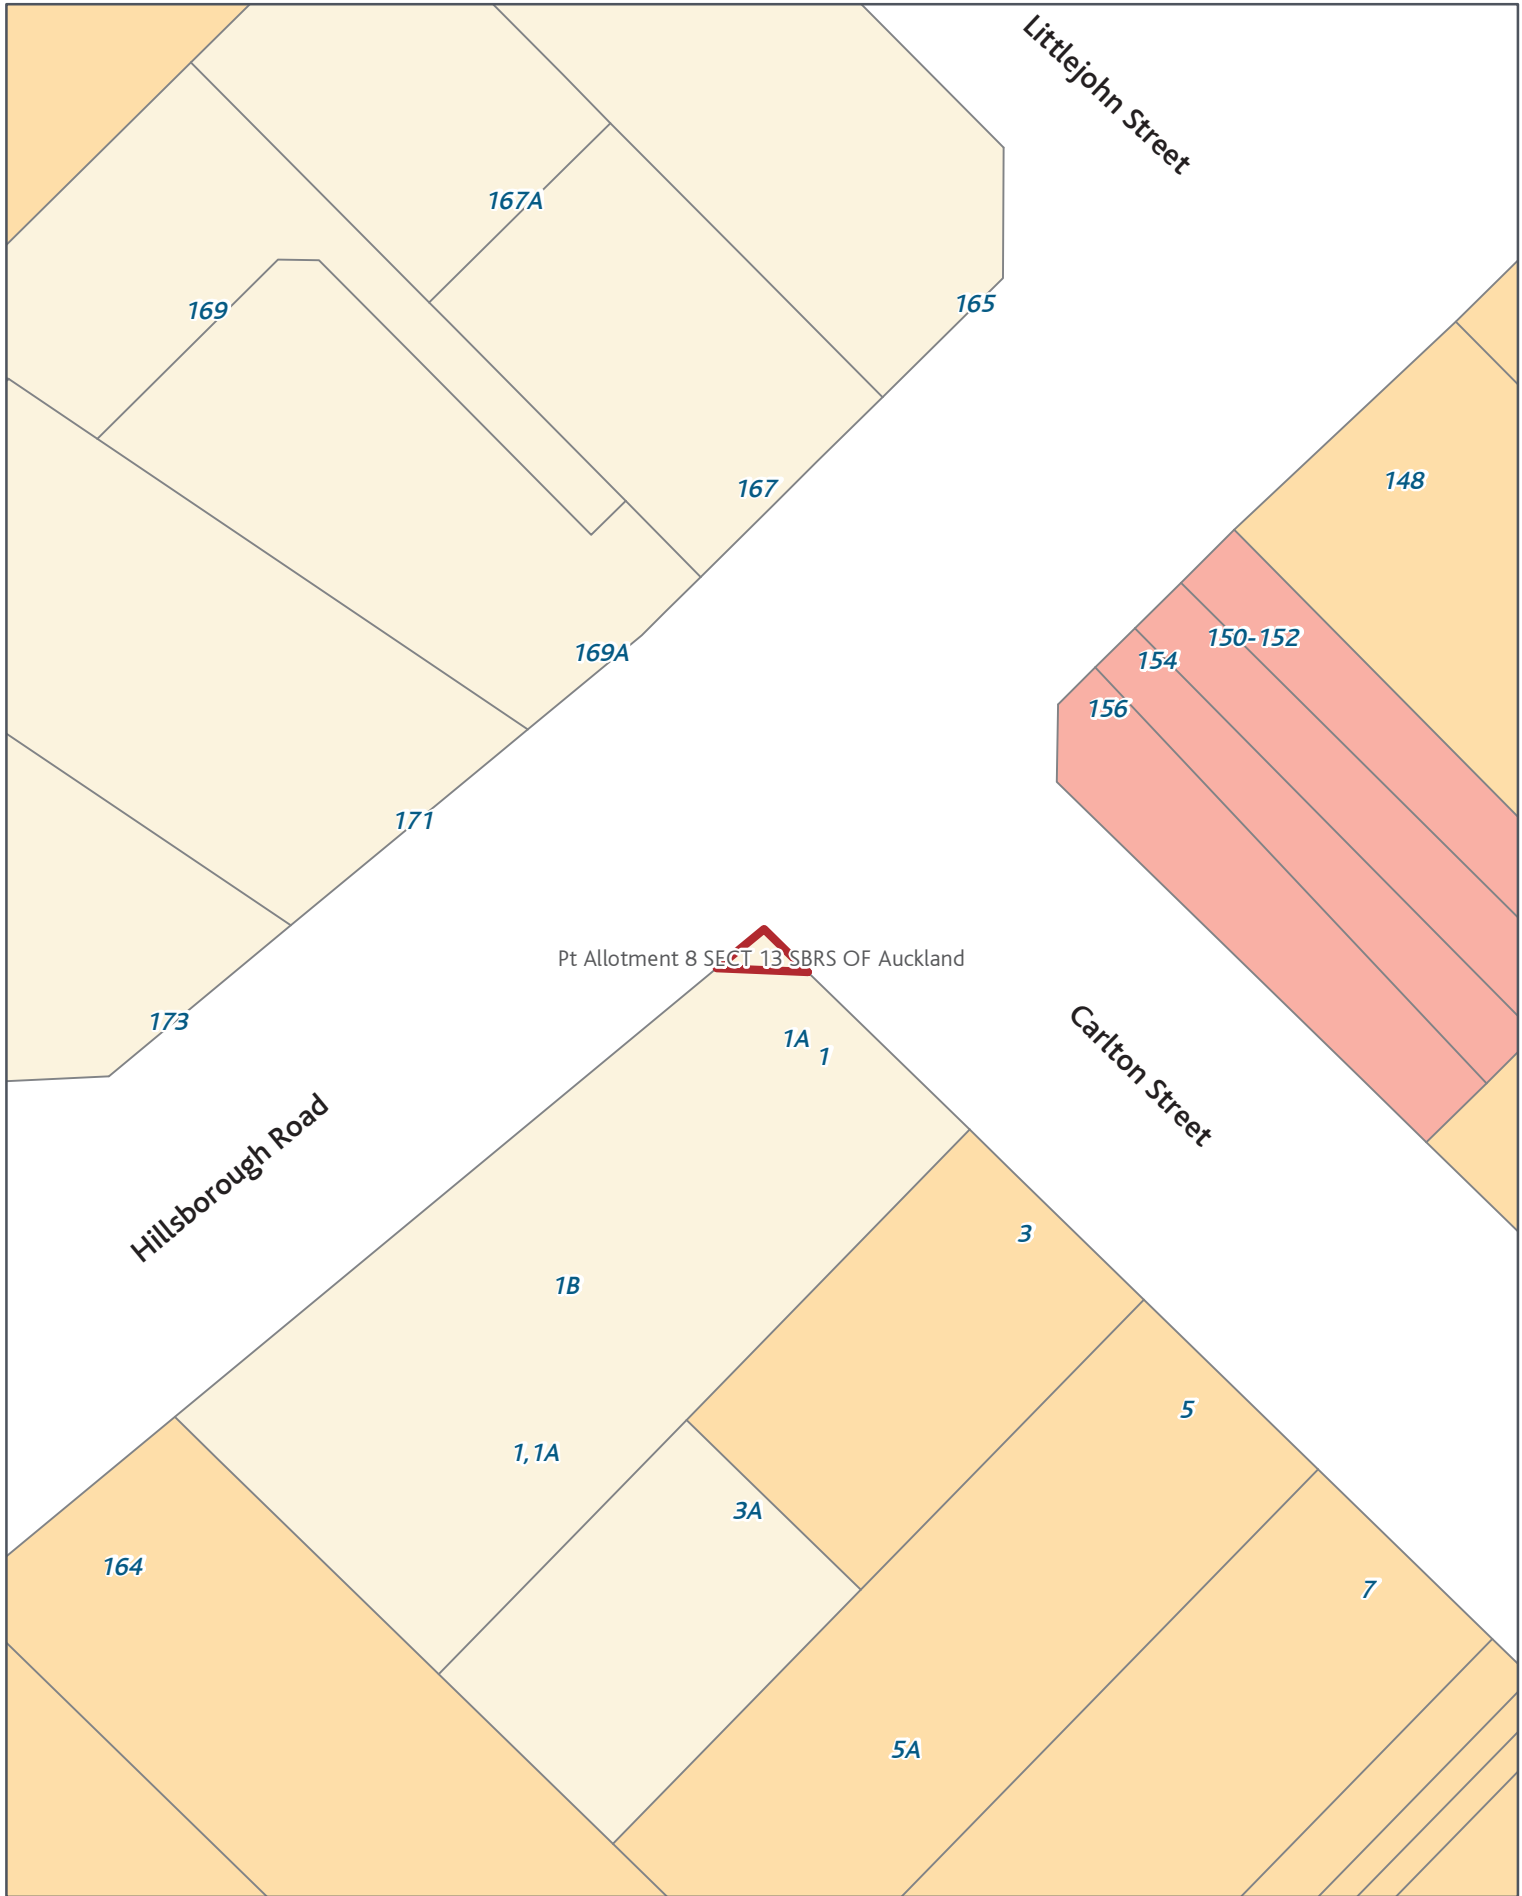 Littlejohn Street
167A
169
165
148
167
150-152
169A
154
156
171
Pt Allotment 8 SECT 13 SBRS OF Auckland
173
1A
1
Carlton Street
Hillsborough Road
3
1B
5
1,1A
3A
164
7
5A